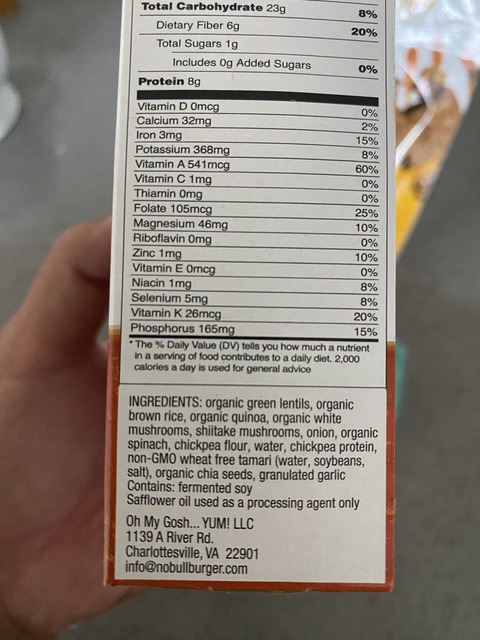 Total Carbohydrate 23g 8%
Dietary Fiber 6g 20%
Total Sugars 1g
Includes 0g Added Sugars 0%
Protein 8g
Vitamin D 0mcg 0%
Calcium 32mg 2%
Iron 3mg 15%
Potassium 368mg 8%
Vitamin A 541mcg 60%
Vitamin C 1mg 0%
Thiamin 0mg 0%
Folate 105mcg 25%
Magnesium 46mg 10%
Riboflavin 0mg 0%
Zinc 1mg 10%
Vitamin E 0mcg 0%
Niacin 1mg 8%
Selenium 5mg 8%
Vitamin K 26mcg 20%
Phosphorus 165mg 15%
* The % Daily Value (DV) tells you how much a nutrient
in a serving of food contributes to a daily diet. 2,000
calories a day is used for general advice
INGREDIENTS: organic green lentils, organic
brown rice, organic quinoa, organic white
mushrooms, shiitake mushrooms, onion, organic
spinach, chickpea flour, water, chickpea protein,
non-GMO wheat free tamari (water, soybeans,
salt), organic chia seeds, granulated garlic
Contains: fermented soy
Safflower oil used as a processing agent only
Oh My Gosh... YUM! LLC
1139 A River Rd.
Charlottesville, VA 22901
info@nobullburger.com